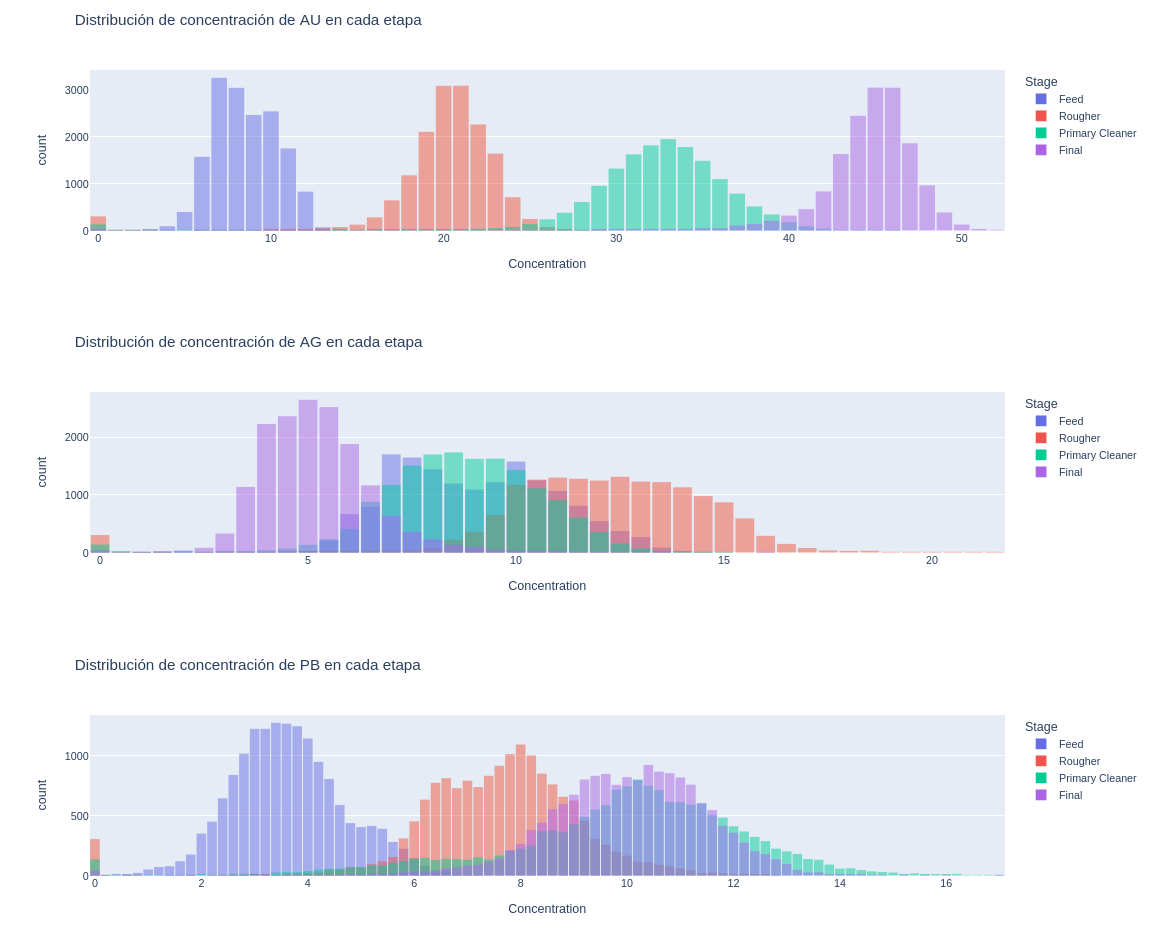 Distribución de concentración de AU en cada etapa
Stage
Feed
Rougher
Primary Cleaner
Final
count
3000
2000
1000
0
0 10 20 30 40 50
Concentration
Distribución de concentración de AG en cada etapa
Stage
Feed
Rougher
Primary Cleaner
Final
count
2000
1000
0
0 5 10 15 20
Concentration
Distribución de concentración de PB en cada etapa
Stage
Feed
Rougher
Primary Cleaner
Final
count
1000
500
0
0 2 4 6 8 10 12 14 16
Concentration